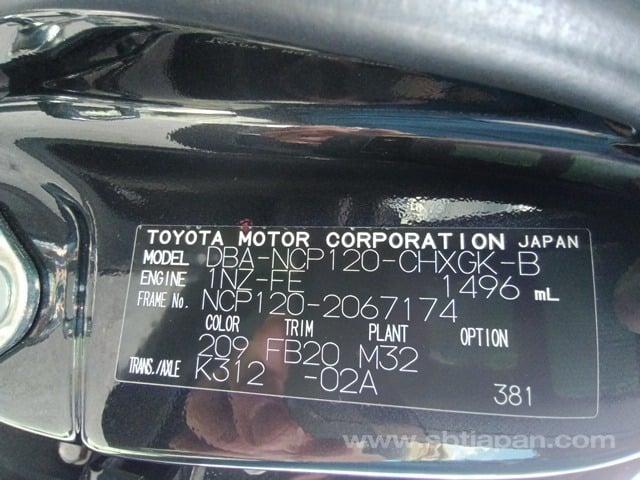 TOYOTA MOTOR CORPORATION JAPAN
MODEL DBA-NCP120-CHXGK-B
ENGINE 1NZ-FE 1496 mL
FRAME No. NCP120-2067174
COLOR TRIM PLANT OPTION
209 FB20 M32
TRANS./AXLE K312 -02A
381
www.sbtjapan.com